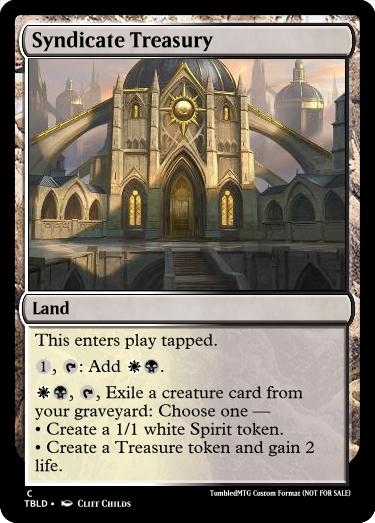 Syndicate Treasury
Land
This enters play tapped.
1, : Add .
, , Exile a creature card from
your graveyard: Choose one —
• Create a 1/1 white Spirit token.
• Create a Treasure token and gain 2
life.
C
TBLD • Cliff Childs
TumbledMTG Custom Format (NOT FOR SALE)